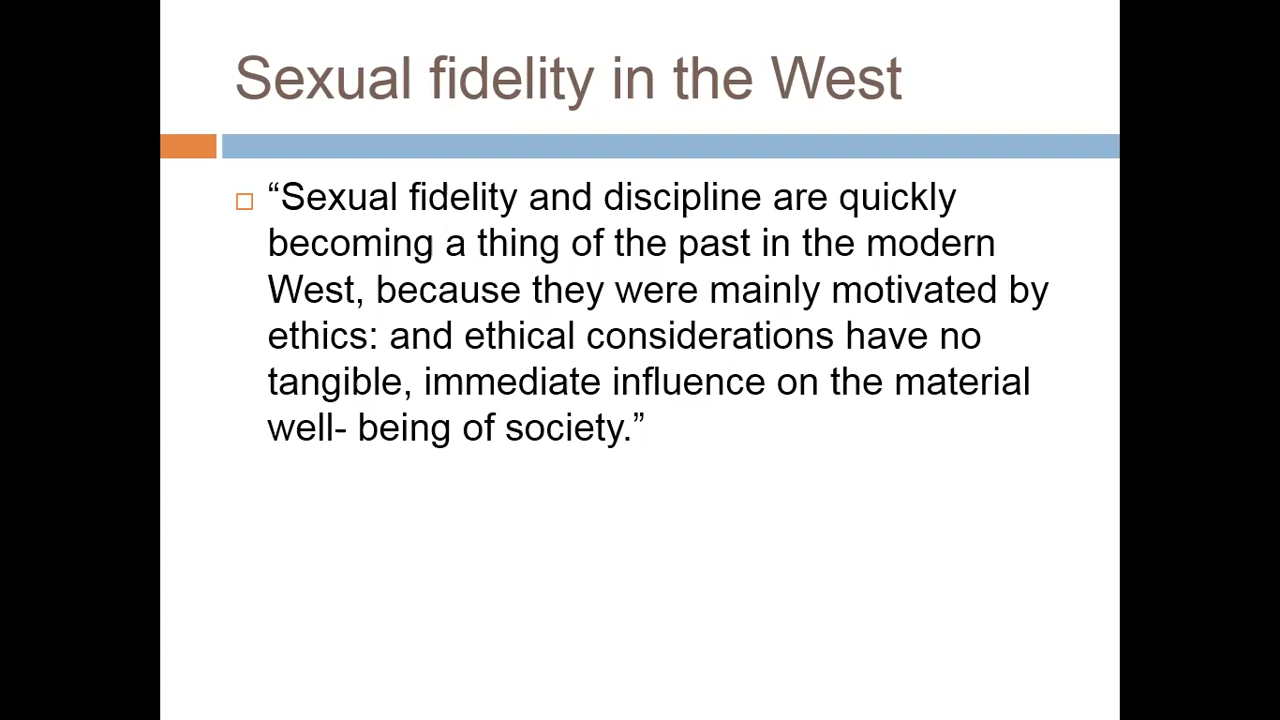 Sexual fidelity in the West
“Sexual fidelity and discipline are quickly
becoming a thing of the past in the modern
West, because they were mainly motivated by
ethics: and ethical considerations have no
tangible, immediate influence on the material
well- being of society.”